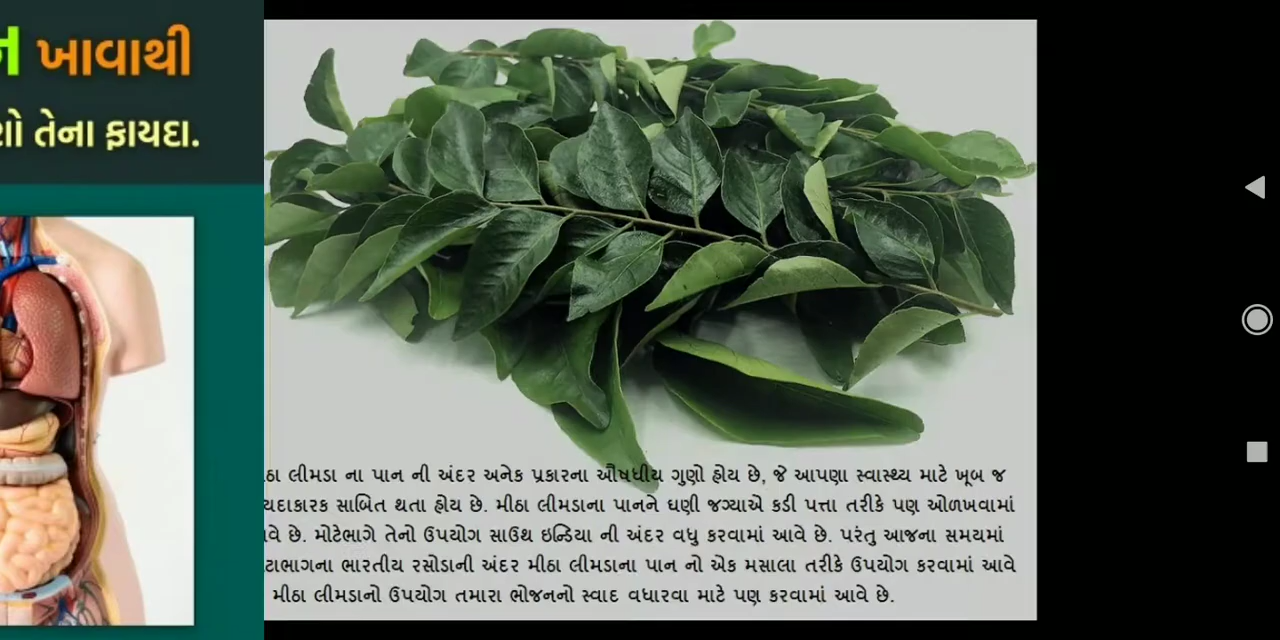 ખાવાથી
તેના ફાયદા.
લીમડા ના પાન ની અંદર અનેક પ્રકારના ઔષધીય ગુણો હોય છે, જે આપણા સ્વાસ્થ્ય માટે ખૂબ જ
સાબિત થતા હોય છે. મીઠા લીમડાના પાનને ઘણી જગ્યાએ કડી પત્તા તરીકે પણ ઓળખવામાં
છે. મોટેભાગે તેનો ઉપયોગ સાઉથ ઇન્ડિયા ની અંદર વધુ કરવામાં આવે છે. પરંતુ આજના સમયમાં
ભારતીય રસોડાની અંદર મીઠા લીમડાના પાન નો એક મસાલા તરીકે ઉપયોગ કરવામાં આવે
મીઠા લીમડાનો ઉપયોગ તમારા ભોજનનો સ્વાદ વધારવા માટે પણ કરવામાં આવે છે.